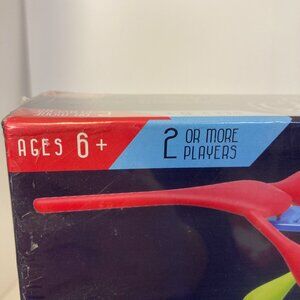 AGES 6+
2 OR MORE
PLAYERS